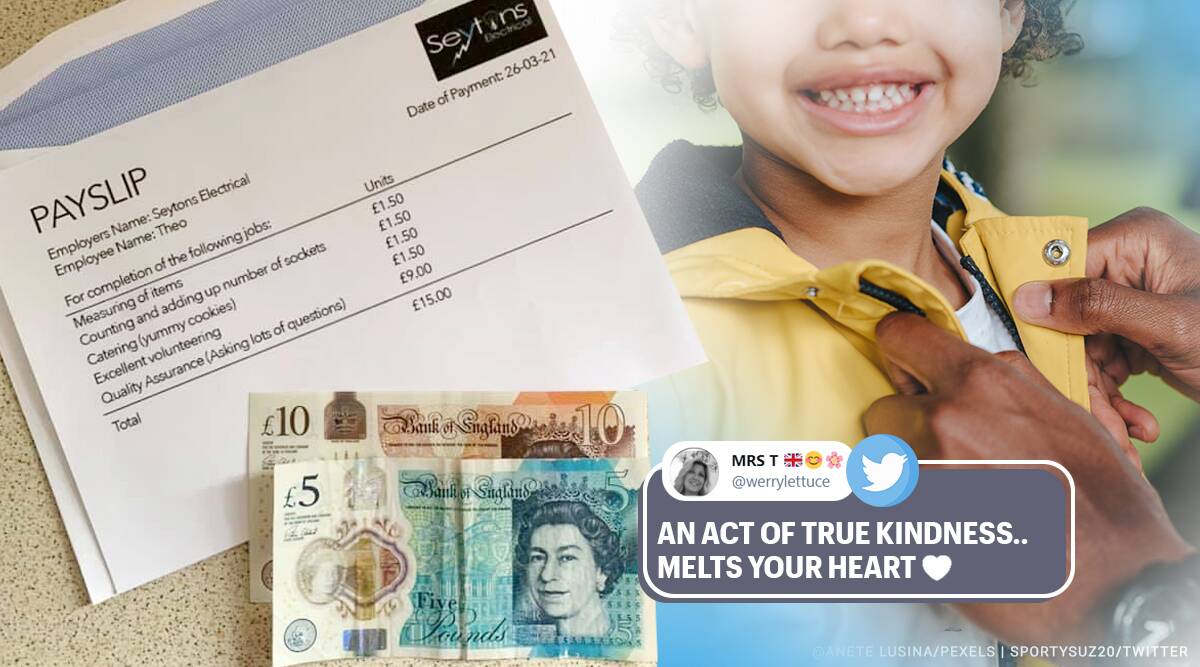 Seytons
Electrical
Date of Payment: 26-03-21
PAYSLIP
Employers Name: Seytons Electrical
Employee Name: Theo
For completion of the following jobs:
Units
Measuring of items £1.50
Counting and adding up number of sockets £1.50
Catering (yummy cookies) £1.50
Excellent volunteering £1.50
Quality Assurance (Asking lots of questions) £9.00
Total £15.00
£10
Bank of England
10
£5
Bank of England
5
Five
Pounds
5
MRS T 🇬🇧😊🌸
@werrylettuce
AN ACT OF TRUE KINDNESS..
MELTS YOUR HEART 🤍
@ANETE LUSINA/PEXELS | SPORTYSUZ20/TWITTER